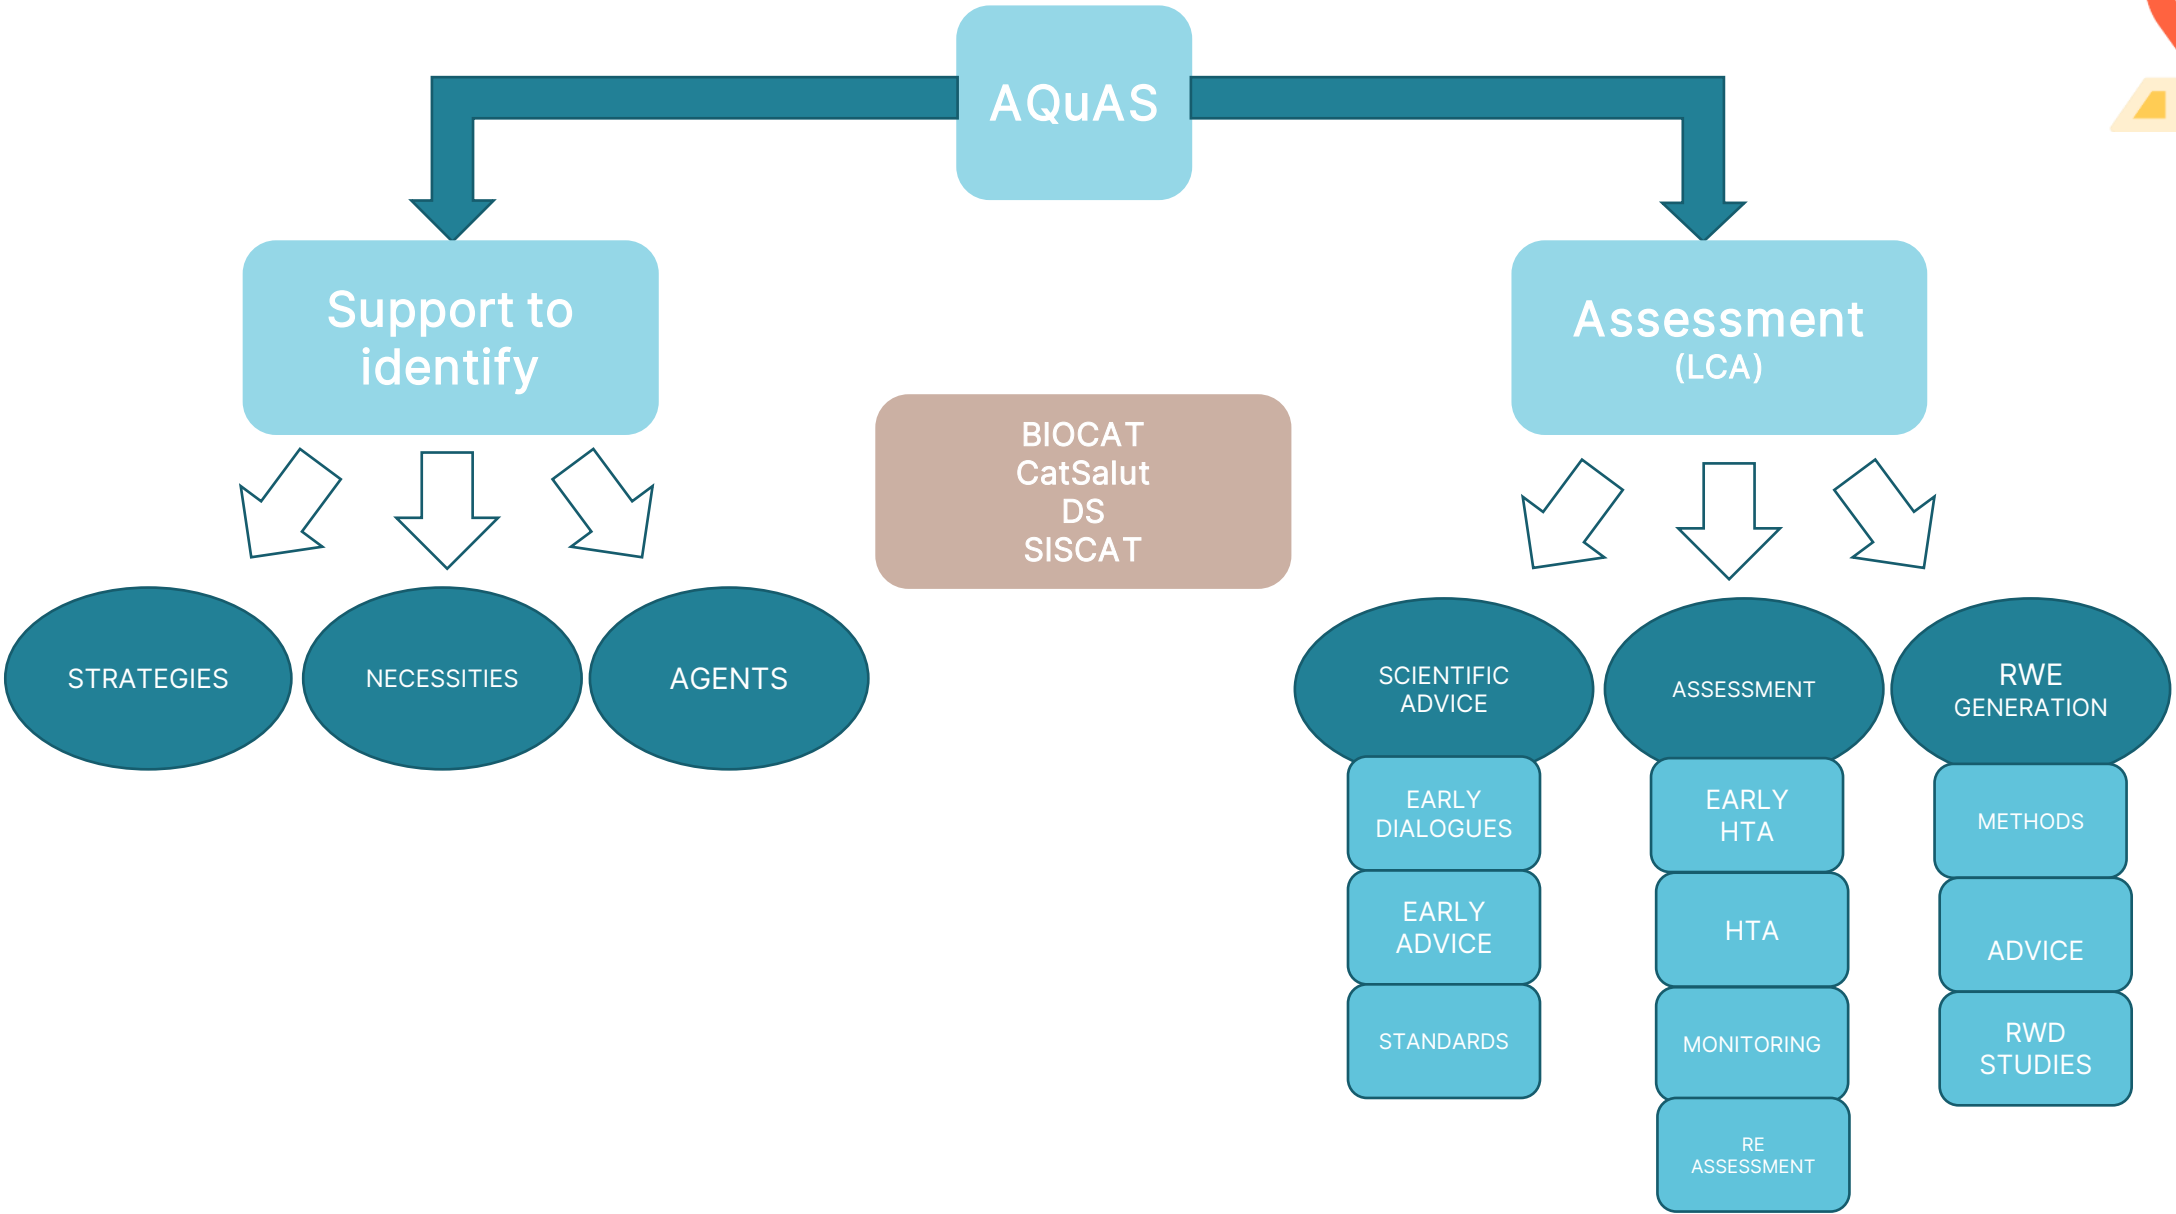 AQuAS
Support to
identify
Assessment
(LCA)
BIOCAT
CatSalut
DS
SISCAT
STRATEGIES
NECESSITIES
AGENTS
SCIENTIFIC
ADVICE
ASSESSMENT
RWE
GENERATION
EARLY
DIALOGUES
EARLY
ADVICE
STANDARDS
EARLY
HTA
HTA
MONITORING
RE
ASSESSMENT
METHODS
ADVICE
RWD
STUDIES